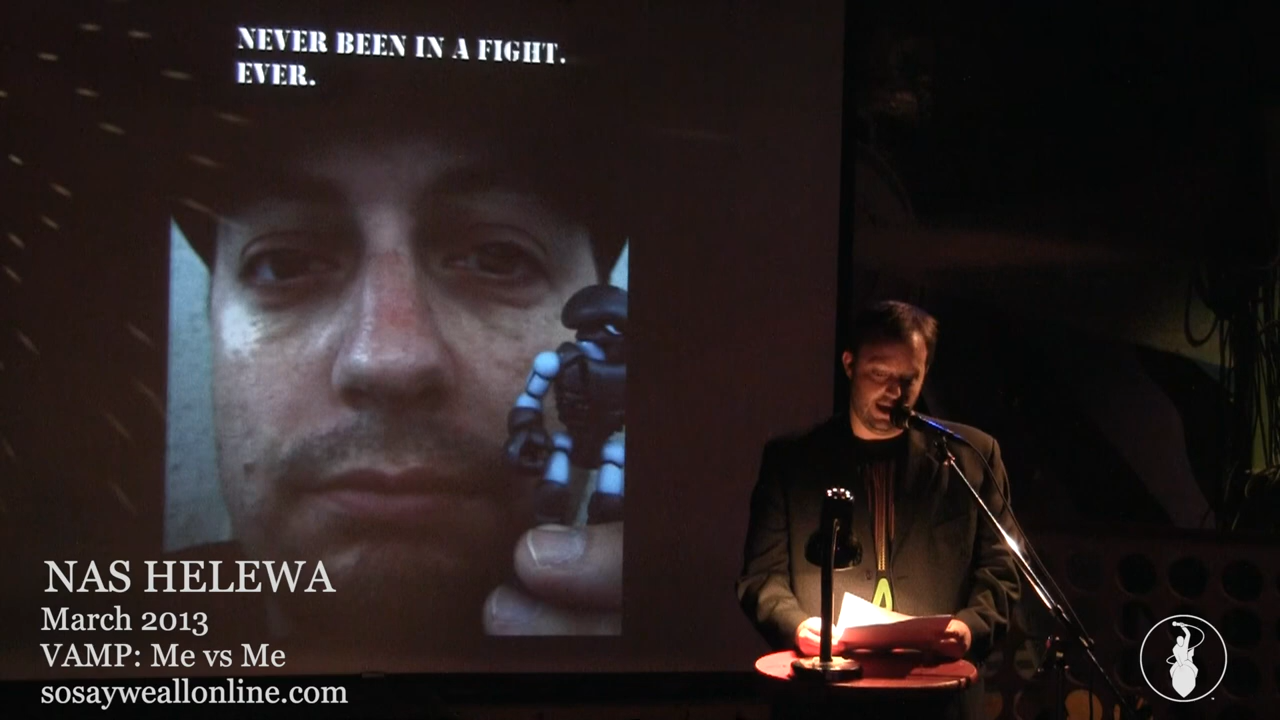 NEVER BEEN IN A FIGHT.
EVER.
NAS HELEWA
March 2013
VAMP: Me vs Me
sosayweallonline.com